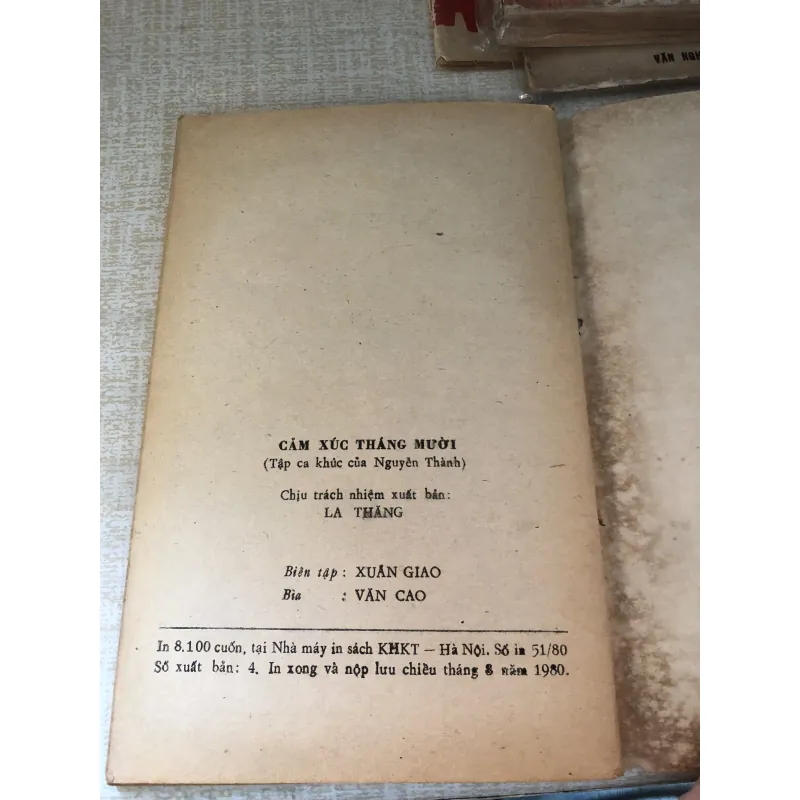 VĂN NGH
CẢM XÚC THÁNG MƯỜI
(Tập ca khúc của Nguyễn Thành)
Chịu trách nhiệm xuất bản:
LA THĂNG
Biên tập : XUÂN GIAO
Bìa : VĂN CAO
In 8.100 cuốn, tại Nhà máy in sách KHKT — Hà Nội. Số in 51/80
Số xuất bản: 4. In xong và nộp lưu chiểu tháng 8 năm 1980.